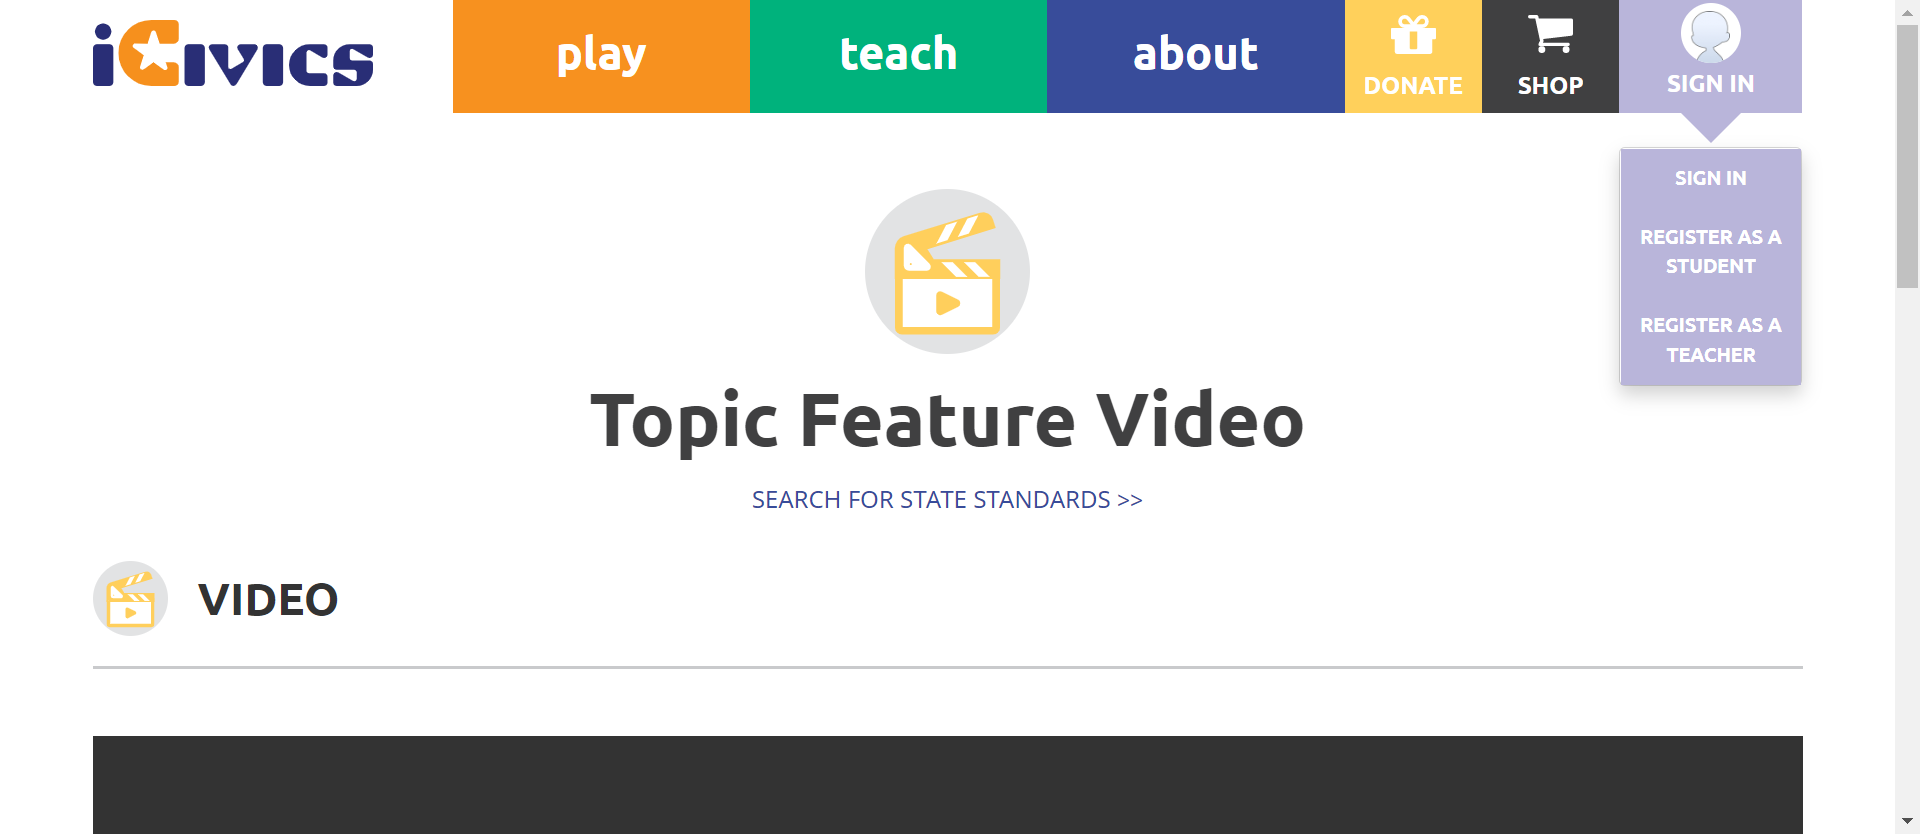 iCivics
play
teach
about
DONATE
SHOP
SIGN IN
SIGN IN
REGISTER AS A
STUDENT
REGISTER AS A
TEACHER
Topic Feature Video
SEARCH FOR STATE STANDARDS >>
VIDEO